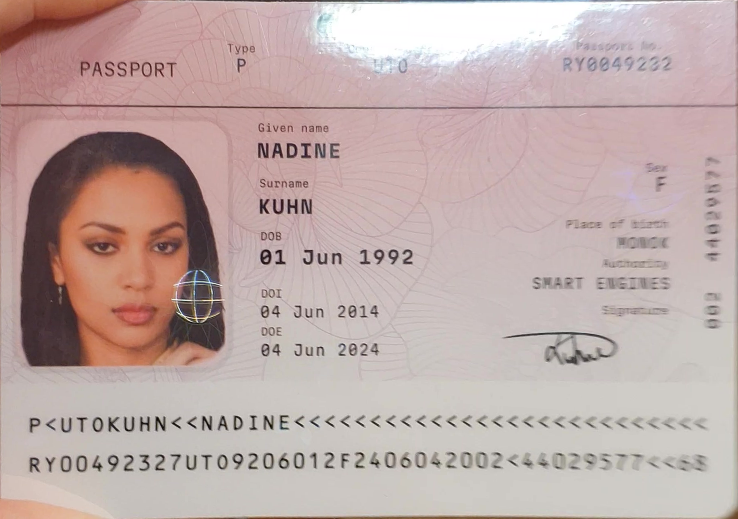 PASSPORT
Type
P
UTO
Passport No.
RY0049232
Given name
NADINE
Surname
KUHN
DOB
01 Jun 1992
DOI
04 Jun 2014
DOE
04 Jun 2024
Sex
F
Place of birth
MONOK
Authority
SMART ENGINES
Signature
002 44029577
P<UTOKUHN<<NADINE<<<<<<<<<<<<<<<<<<<<<<<<<<<
RY00492327UTO9206012F2406042002<44029577<<68